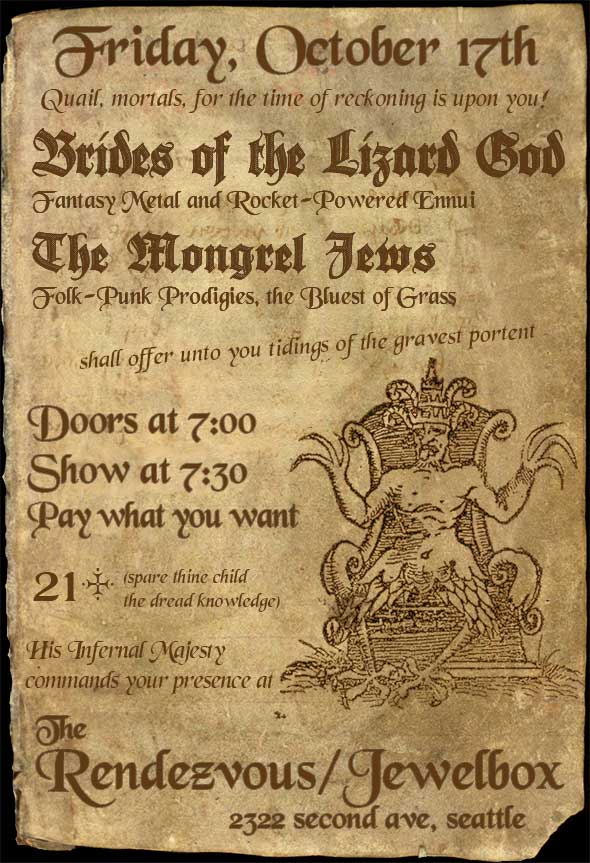 Friday, October 17th
Quail, mortals, for the time of reckoning is upon you!
Brides of the Lizard God
Fantasy Metal and Rocket-Powered Ennui
The Mongrel Jews
Folk-Punk Prodigies, the Bluest of Grass
shall offer unto you tidings of the gravest portent
Doors at 7:00
Show at 7:30
Pay what you want
21+ (spare thine child
the dread knowledge)
His Infernal Majesty
commands your presence at
The
Rendezvous/Jewelbox
2322 second ave, seattle